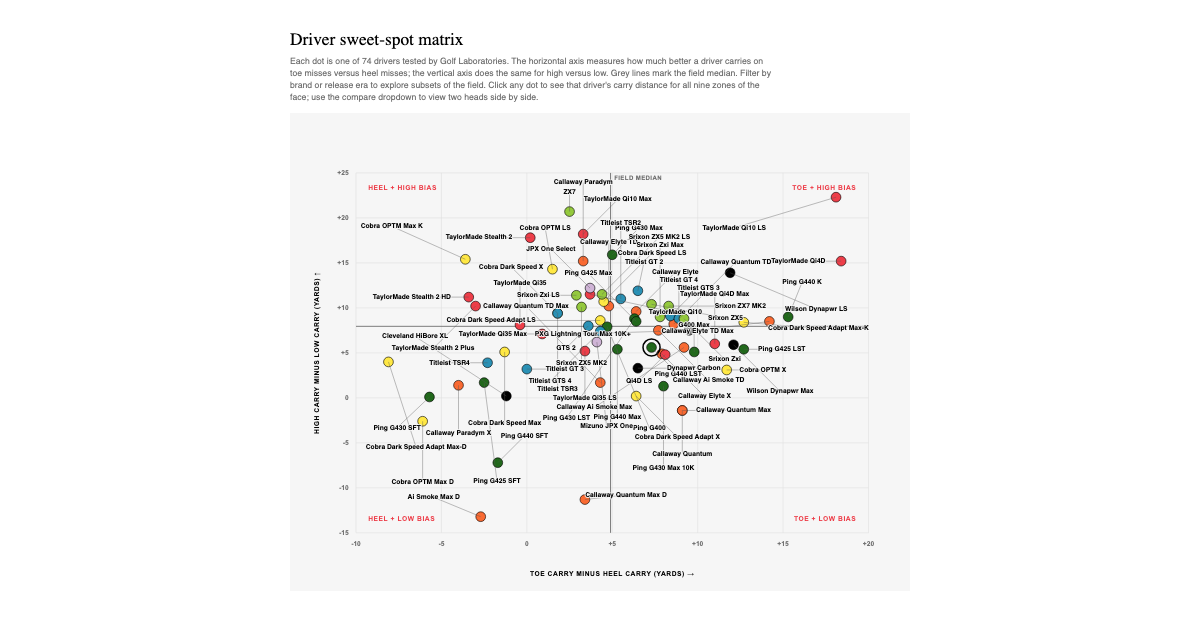 Driver sweet-spot matrix
Each dot is one of 74 drivers tested by Golf Laboratories. The horizontal axis measures how much better a driver carries on
toe misses versus heel misses; the vertical axis does the same for high versus low. Grey lines mark the field median. Filter by
brand or release era to explore subsets of the field. Click any dot to see that driver's carry distance for all nine zones of the
face; use the compare dropdown to view two heads side by side.
+25
FIELD MEDIAN
Callaway Paradym
HEEL + HIGH BIAS
TOE + HIGH BIAS
ZX7
TaylorMade Qi10 Max
+20
Cobra OPTM Max K
Cobra OPTM LS
Titleist TSR2
Ping G430 Max
TaylorMade Qi10 LS
TaylorMade Stealth 2
Srixon ZX5 MK2 LS
Callaway Elyte TD
Srixon Zxi Max
JPX One Select
Cobra Dark Speed LS
+15
Titleist GT 2
Callaway Quantum TD
TaylorMade Qi4D
Cobra Dark Speed X
Ping G425 Max
Callaway Elyte
Titleist GT 4
Ping G440 K
TaylorMade Qi35
Titleist GTS 3
TaylorMade Stealth 2 HD
Srixon Zxi LS
TaylorMade Qi4D Max
+10
Callaway Quantum TD Max
Srixon ZX7 MK2
Wilson Dynapwr LS
TaylorMade Qi10
Cobra Dark Speed Adapt LS
Srixon ZX5
G400 Max
Cobra Dark Speed Adapt Max-K
Cleveland HiBore XL
TaylorMade Qi35 Max
PXG Lightning Tour Max 10K+
Callaway Elyte TD Max
TaylorMade Stealth 2 Plus
GTS 2
Ping G425 LST
+5
Titleist TSR4
Srixon ZX5 MK2
Srixon Zxi
Titleist GT 3
Dynapwr Carbon
Cobra OPTM X
Ping G440 LST
Titleist GTS 4
Qi4D LS
Callaway Ai Smoke TD
Titleist TSR3
Wilson Dynapwr Max
0
TaylorMade Qi35 LS
Callaway Elyte X
Callaway Ai Smoke Max
Callaway Quantum Max
Ping G430 LST
Ping G440 Max
Cobra Dark Speed Max
Mizuno JPX One
Ping G430 SFT
Ping G400
Callaway Paradym X
Ping G440 SFT
Cobra Dark Speed Adapt X
-5
Cobra Dark Speed Adapt Max-D
Callaway Quantum
Ping G430 Max 10K
Cobra OPTM Max D
Ping G425 SFT
-10
Ai Smoke Max D
Callaway Quantum Max D
HEEL + LOW BIAS
TOE + LOW BIAS
-15
-10
-5
0
+5
+10
+15
+20
HIGH CARRY MINUS LOW CARRY (YARDS) →
TOE CARRY MINUS HEEL CARRY (YARDS) →